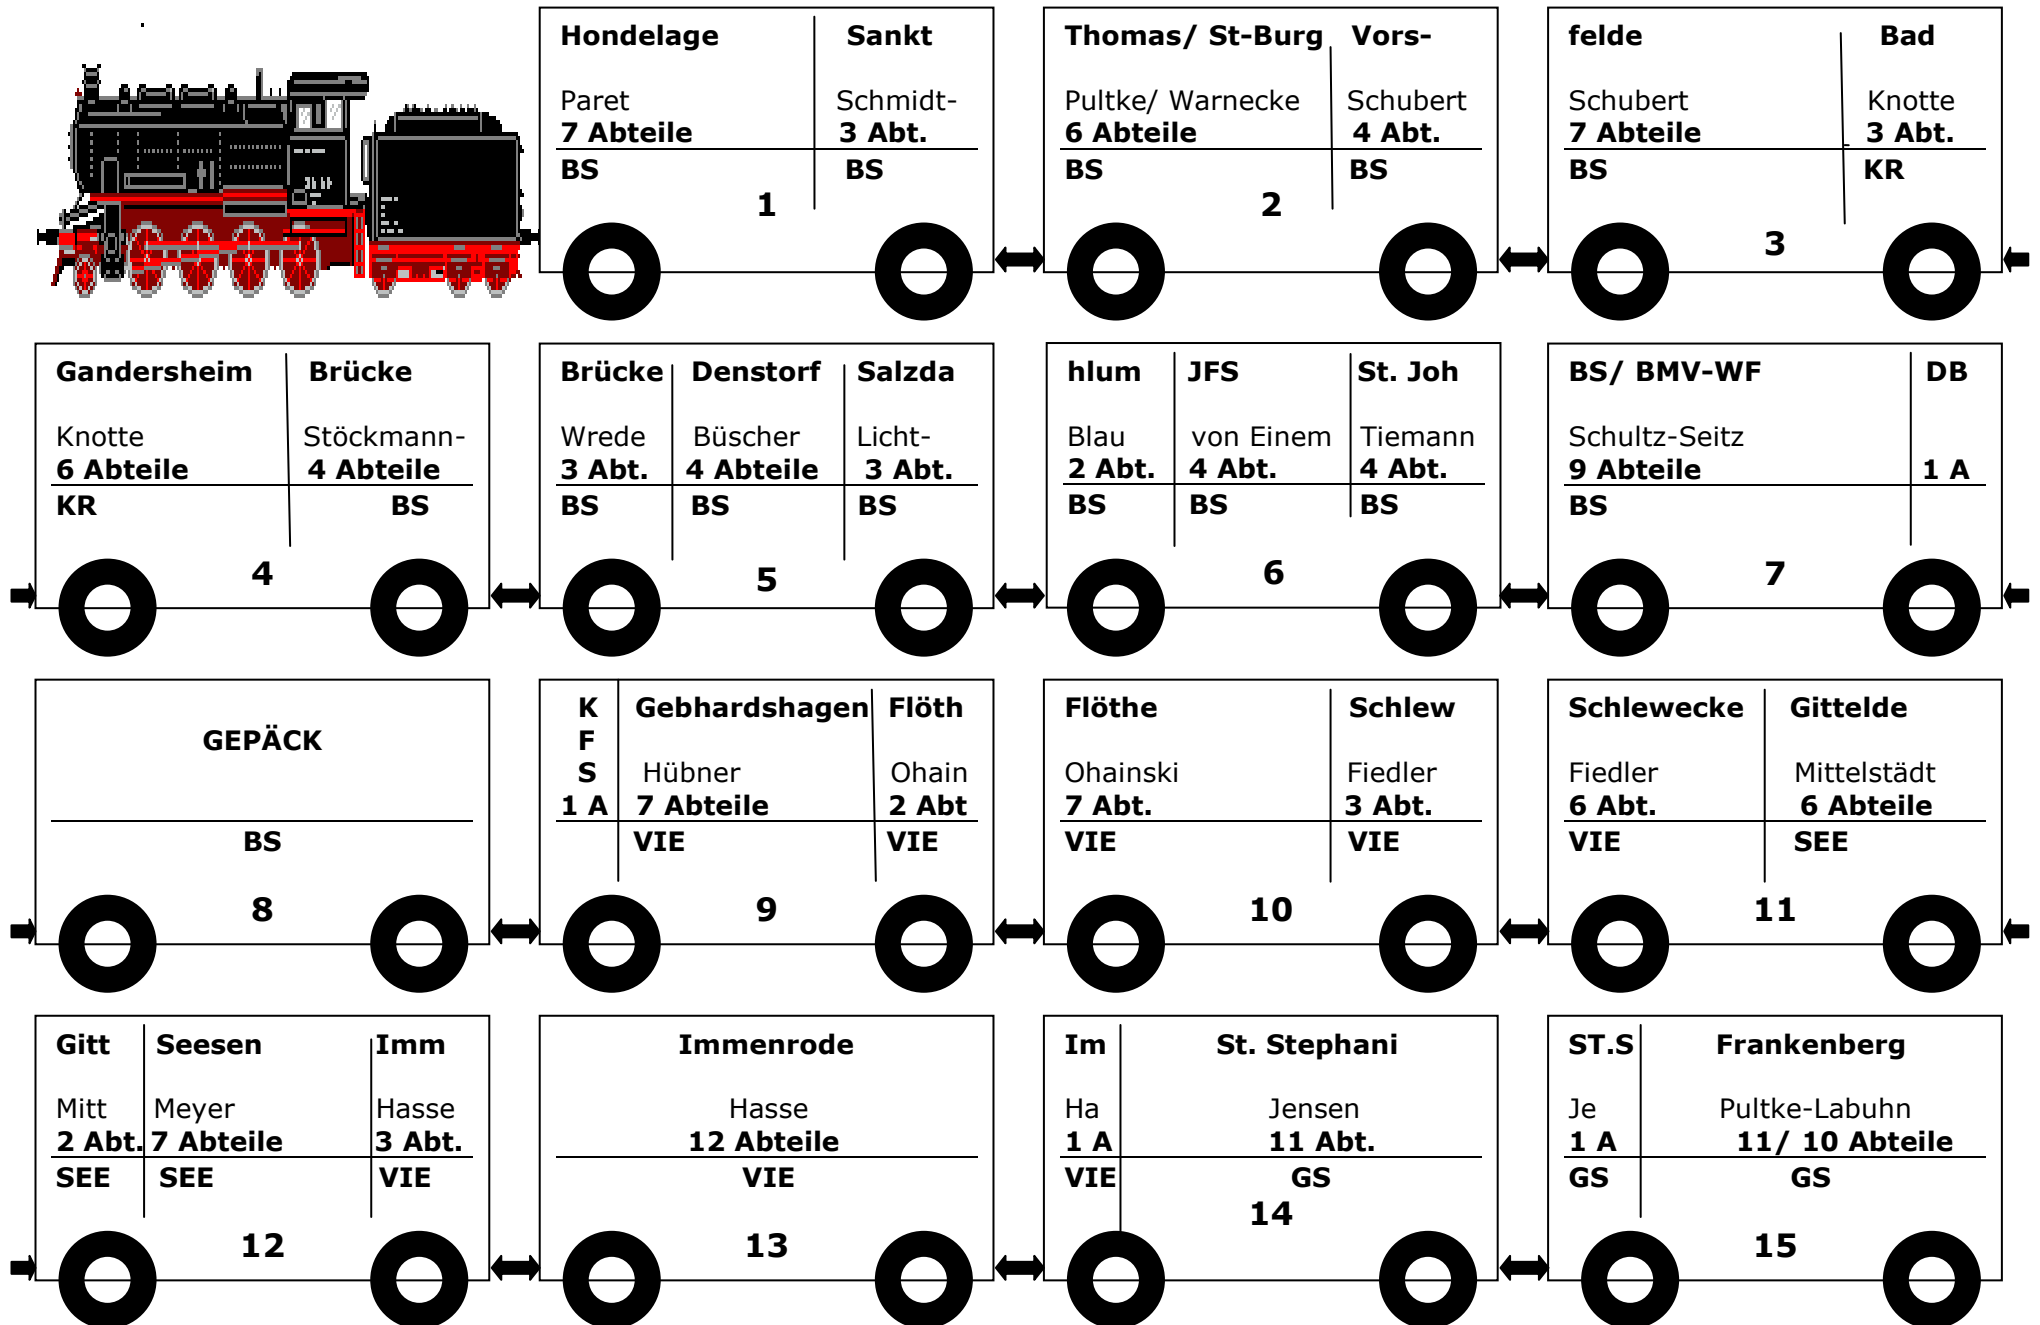 Hondelage Sankt
Paret Schmidt-
7 Abteile 3 Abt.
BS BS
1
Thomas/ St-Burg Vors-
Pultke/ Warnecke Schubert
6 Abteile 4 Abt.
BS BS
2
felde Bad
Schubert Knotte
7 Abteile 3 Abt.
BS KR
3
Gandersheim Brücke
Knotte Stöckmann-
6 Abteile 4 Abteile
KR BS
4
Brücke Denstorf Salzda
Wrede Büscher Licht-
3 Abt. 4 Abteile 3 Abt.
BS BS BS
5
hlum JFS St. Joh
Blau von Einem Tiemann
2 Abt. 4 Abt. 4 Abt.
BS BS BS
6
BS/ BMV-WF DB
Schultz-Seitz
9 Abteile 1 A
BS
7
GEPÄCK
BS
8
K Gebhardshagen Flöth
F
S Hübner Ohain
1 A 7 Abteile 2 Abt
VIE VIE
9
Flöthe Schlew
Ohainski Fiedler
7 Abt. 3 Abt.
VIE VIE
10
Schlewecke Gittelde
Fiedler Mittelstädt
6 Abt. 6 Abteile
VIE SEE
11
Gitt Seesen Imm
Mitt Meyer Hasse
2 Abt. 7 Abteile 3 Abt.
SEE SEE VIE
12
Immenrode
Hasse
12 Abteile
VIE
13
Im St. Stephani
Ha Jensen
1 A 11 Abt.
VIE GS
14
ST.S Frankenberg
Je Pultke-Labuhn
1 A 11/ 10 Abteile
GS GS
15